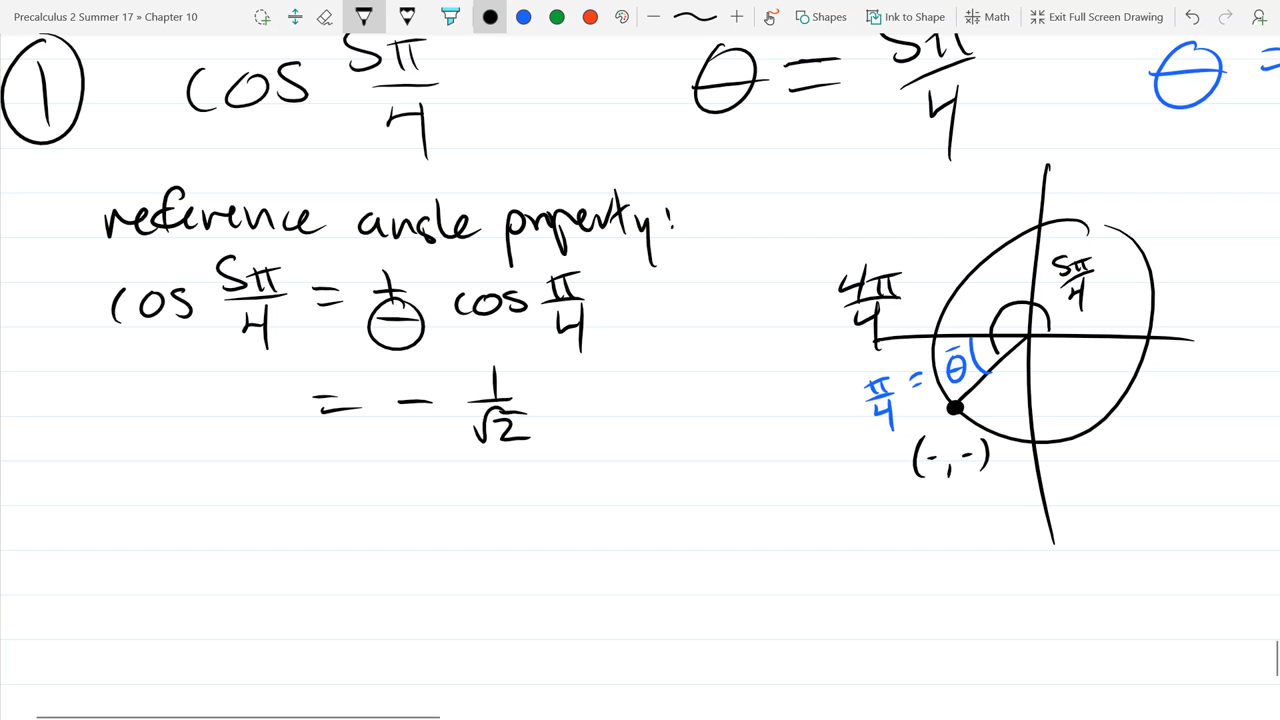 Precalculus 2 Summer 17 » Chapter 10
Shapes
Ink to Shape
Math
Exit Full Screen Drawing
① cos 5π/4
θ = 5π/4
θ =
reference angle property:
cos 5π/4 = ± cos π/4
= - 1/√2
5π/4
4π/4
π/4 = θ̄
(-,-)